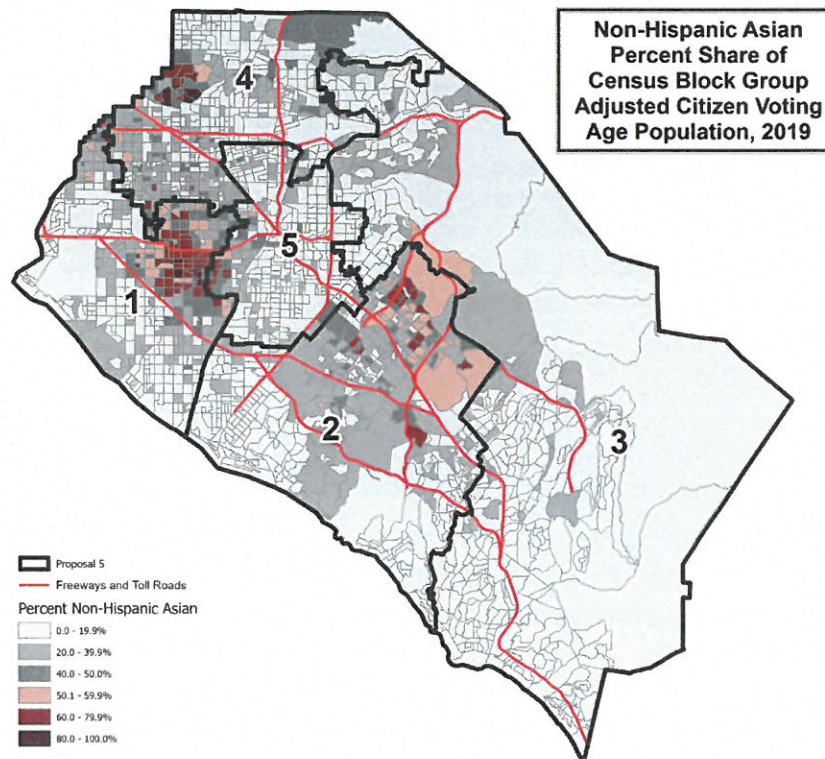 Non-Hispanic Asian
Percent Share of
Census Block Group
Adjusted Citizen Voting
Age Population, 2019
4
5
1
2
3
Proposal 5
Freeways and Toll Roads
Percent Non-Hispanic Asian
0.0 - 19.9%
20.0 - 39.9%
40.0 - 50.0%
50.1 - 59.9%
60.0 - 79.9%
80.0 - 100.0%